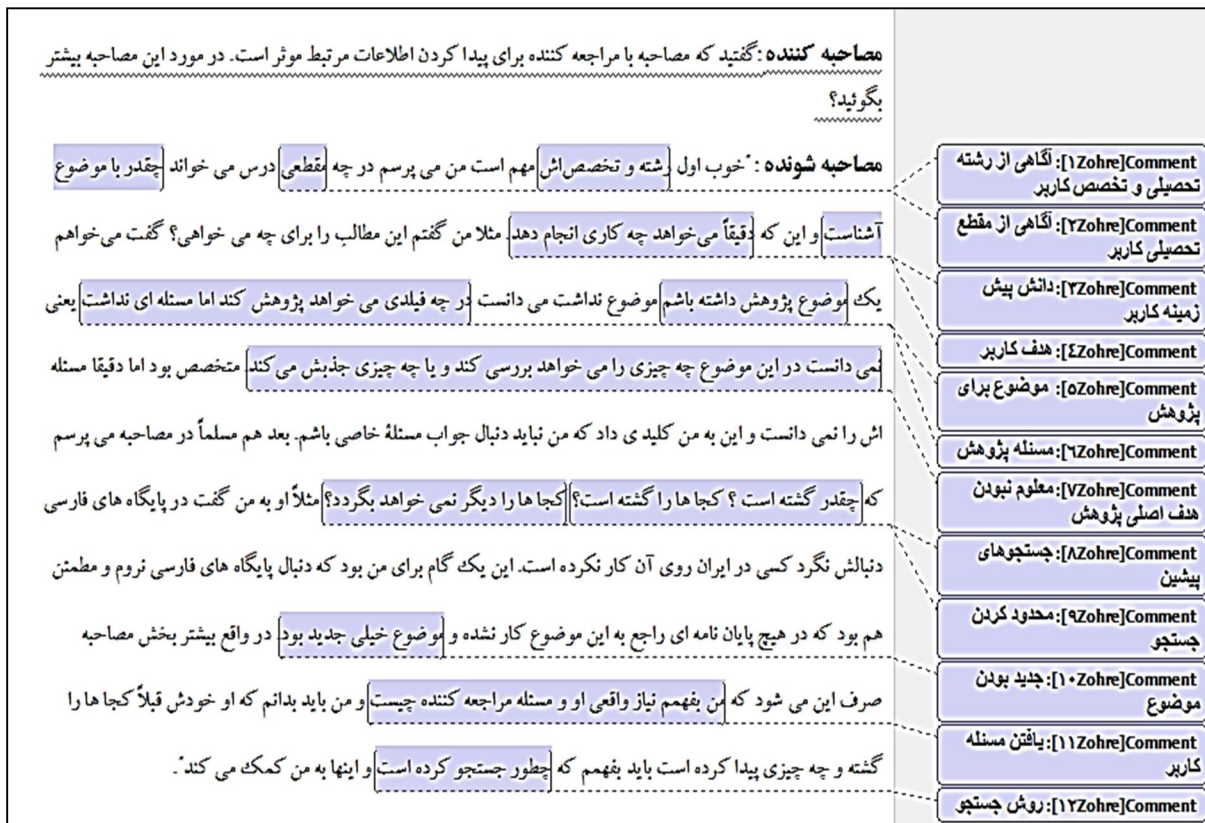 مصاحبه کننده :گفتید که مصاحبه با مراجعه کننده برای پیدا کردن اطلاعات مرتبط موثر است. در مورد این مصاحبه بیشتر
بگوئید؟
مصاحبه شونده :"خوب اول رشته و تخصص‌اش مهم است من می پرسم در چه مقطعی درس می خواند چقدر با موضوع
آشناست و این که دقیقاً می‌خواهد چه کاری انجام دهد. مثلا من گفتم این مطالب را برای چه می خواهی؟ گفت می‌خواهم
یک موضوع پژوهش داشته باشم موضوع نداشت می دانست در چه فیلدی می خواهد پژوهش کند اما مسئله ای نداشت یعنی
نمی دانست در این موضوع چه چیزی را می خواهد بررسی کند و یا چه چیزی جذبش می‌کند. متخصص بود اما دقیقا مسئله
اش را نمی دانست و این به من کلید ی داد که من نباید دنبال جواب مسئلۀ خاصی باشم. بعد هم مسلماً در مصاحبه می پرسم
که چقدر گشته است ؟ کجا ها را گشته است؟ کجا ها را دیگر نمی خواهد بگردد؟ مثلاً او به من گفت در پایگاه های فارسی
دنبالش نگرد کسی در ایران روی آن کار نکرده است. این یک گام برای من بود که دنبال پایگاه های فارسی نروم و مطمئن
هم بود که در هیچ پایان نامه ای راجع به این موضوع کار نشده و موضوع خیلی جدید بود. در واقع بیشتر بخش مصاحبه
صرف این می شود که من بفهمم نیاز واقعی او و مسئله مراجعه کننده چیست و من باید بدانم که او خودش قبلاً کجا ها را
گشته و چه چیزی پیدا کرده است باید بفهمم که چطور جستجو کرده است و اینها به من کمک می کند".
Comment[Zohre۱]: آگاهی از رشته
تحصیلی و تخصص کاربر
Comment[Zohre۲]: آگاهی از مقطع
تحصیلی کاربر
Comment[Zohre۳]: دانش پیش
زمینه کاربر
Comment[Zohre٤]: هدف کاربر
Comment[Zohre۵]: موضوع برای
پژوهش
Comment[Zohre٦]: مسئله پژوهش
Comment[Zohre۷]: معلوم نبودن
هدف اصلی پژوهش
Comment[Zohre۸]: جستجوهای
پیشین
Comment[Zohre۹]: محدود کردن
جستجو
Comment[Zohre۱۰]: جدید بودن
موضوع
Comment[Zohre۱۱]: یافتن مسئله
کاربر
Comment[Zohre۱۲]: روش جستجو